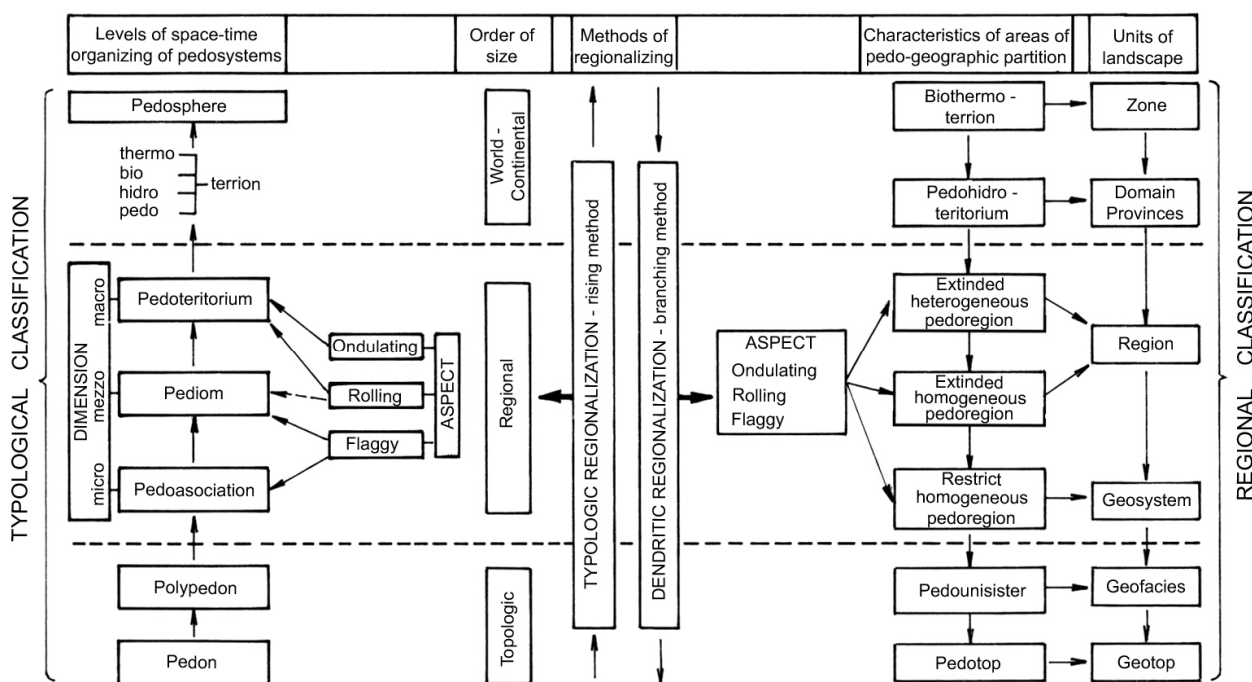 Levels of space-time
organizing of pedosystems
Order of
size
Methods of
regionalizing
Characteristics of areas of
pedo-geographic partition
Units of
landscape
TYPOLOGICAL CLASSIFICATION
Pedosphere
thermo
bio
hidro
pedo
terrion
DIMENSION
macro
mezzo
micro
Pedoteritorium
Pediom
Pedoasociation
Ondulating
Rolling
Flaggy
ASPECT
Polypedon
Pedon
World -
Continental
Regional
Topologic
TYPOLOGIC REGIONALIZATION - rising method
DENDRITIC REGIONALIZATION - branching method
ASPECT
Ondulating
Rolling
Flaggy
Biothermo -
terrion
Pedohidro -
teritorium
Extinded
heterogeneous
pedoregion
Extinded
homogeneous
pedoregion
Restrict
homogeneous
pedoregion
Pedounisister
Pedotop
Zone
Domain
Provinces
Region
Geosystem
Geofacies
Geotop
REGIONAL CLASSIFICATION